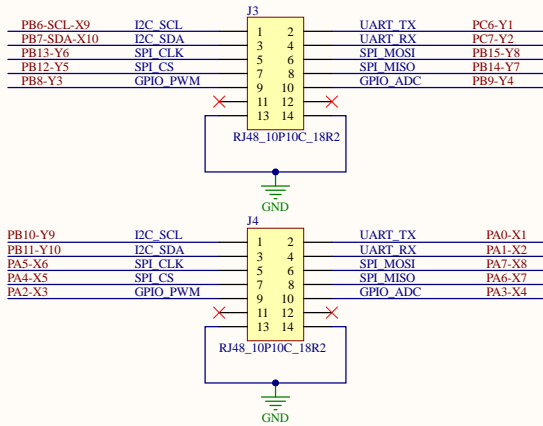 J3
PB6-SCL-X9 I2C_SCL 1 2 UART_TX PC6-Y1
PB7-SDA-X10 I2C_SDA 3 4 UART_RX PC7-Y2
PB13-Y6 SPI_CLK 5 6 SPI_MOSI PB15-Y8
PB12-Y5 SPI_CS 7 8 SPI_MISO PB14-Y7
PB8-Y3 GPIO_PWM 9 10 GPIO_ADC PB9-Y4
11 12
13 14
RJ48_10P10C_18R2
GND
J4
PB10-Y9 I2C_SCL 1 2 UART_TX PA0-X1
PB11-Y10 I2C_SDA 3 4 UART_RX PA1-X2
PA5-X6 SPI_CLK 5 6 SPI_MOSI PA7-X8
PA4-X5 SPI_CS 7 8 SPI_MISO PA6-X7
PA2-X3 GPIO_PWM 9 10 GPIO_ADC PA3-X4
11 12
13 14
RJ48_10P10C_18R2
GND